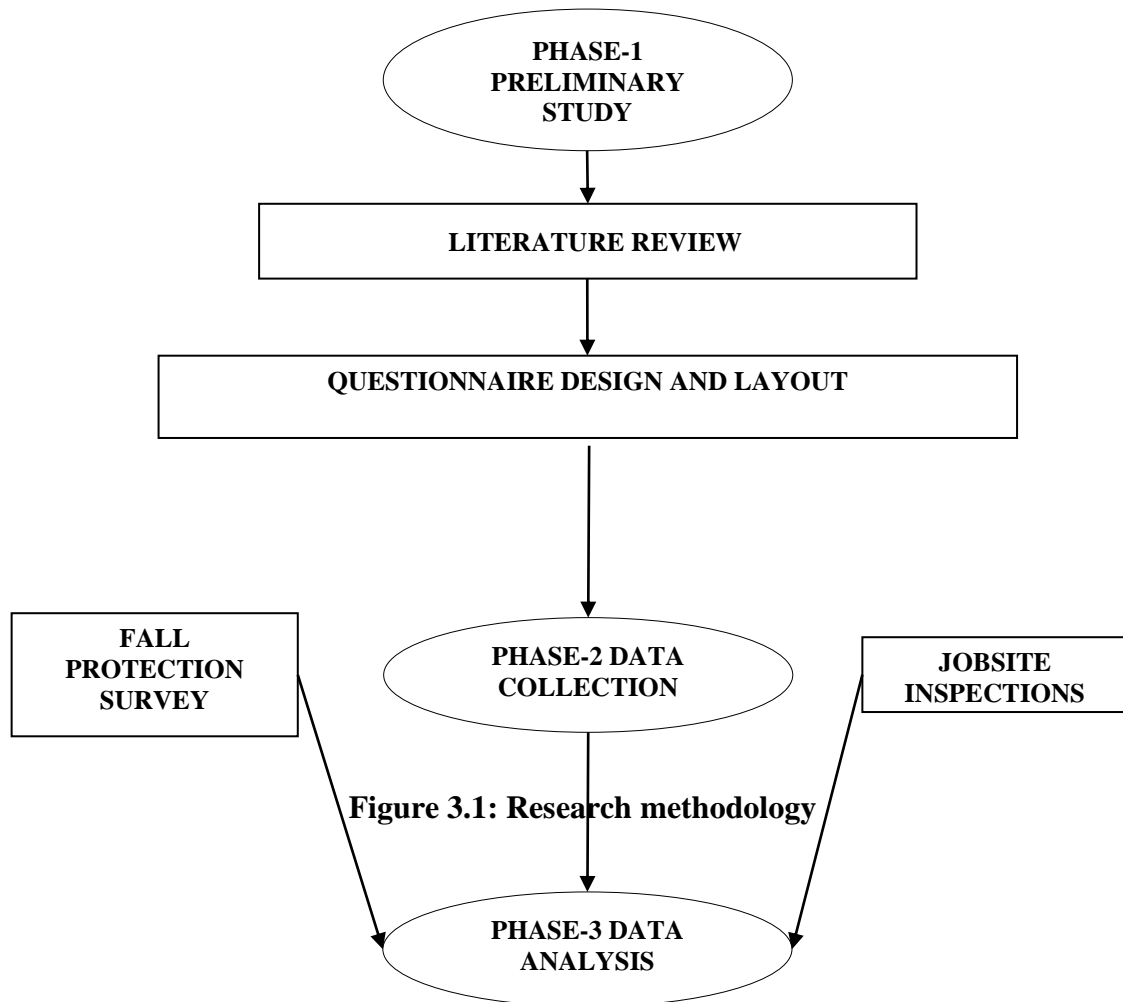 PHASE-1
PRELIMINARY
STUDY
LITERATURE REVIEW
QUESTIONNAIRE DESIGN AND LAYOUT
FALL
PROTECTION
SURVEY
PHASE-2 DATA
COLLECTION
JOBSITE
INSPECTIONS
Figure 3.1: Research methodology
PHASE-3 DATA
ANALYSIS